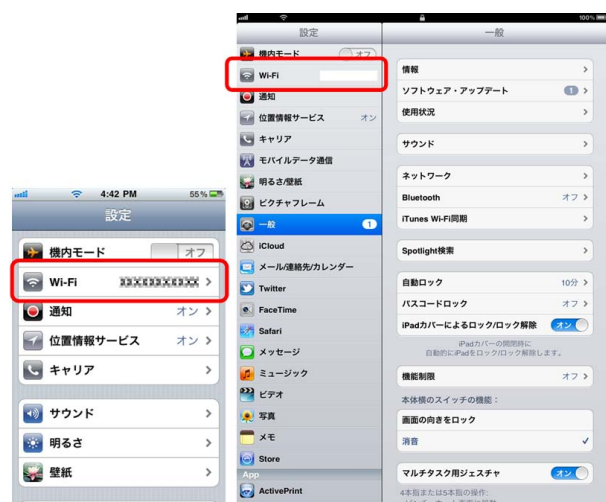 4:42 PM
55%
設定
機内モード
オフ
Wi-Fi
通知
オン
位置情報サービス
オン
キャリア
サウンド
明るさ
壁紙
100%
設定
機内モード
オフ
Wi-Fi
通知
位置情報サービス
オン
キャリア
モバイルデータ通信
明るさ/壁紙
ピクチャフレーム
一般
1
iCloud
メール/連絡先/カレンダー
Twitter
FaceTime
Safari
メッセージ
ミュージック
ビデオ
写真
メモ
Store
App
ActivePrint
一般
情報
ソフトウェア・アップデート
1
使用状況
サウンド
ネットワーク
Bluetooth
オフ
iTunes Wi-Fi同期
Spotlight検索
自動ロック
10分
パスコードロック
オフ
iPadカバーによるロック/ロック解除
オン
iPadカバーの開閉時に
自動的にiPadをロック/ロック解除します。
機能制限
オフ
本体横のスイッチの機能：
画面の向きをロック
消音
マルチタスク用ジェスチャ
オン
4本指または5本指の操作: